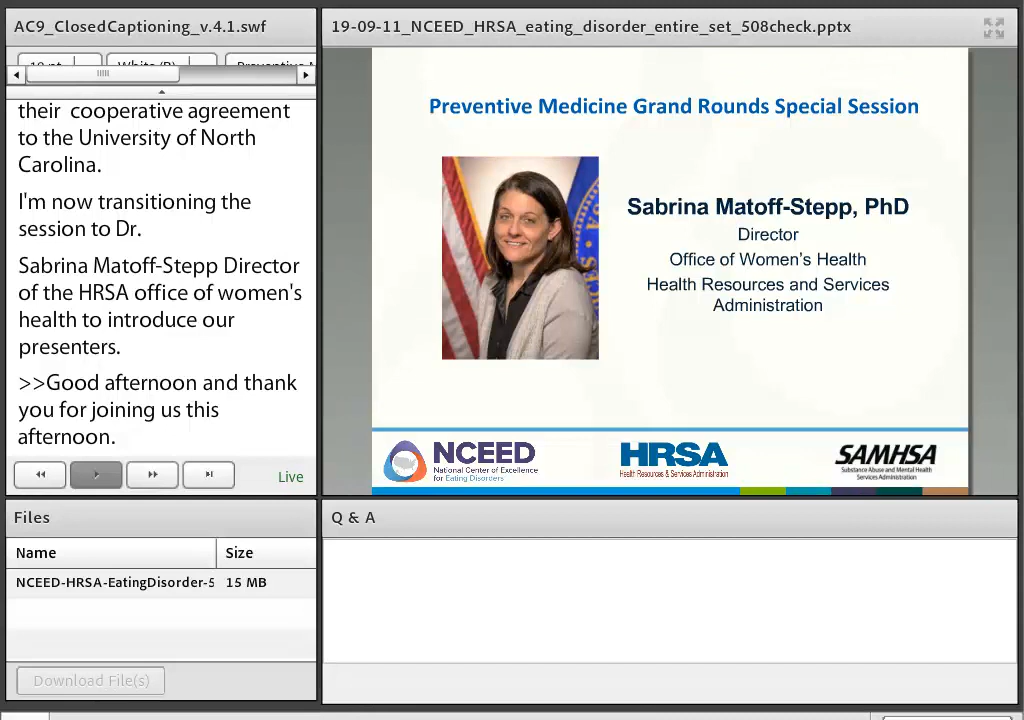 AC9_ClosedCaptioning_v.4.1.swf
their cooperative agreement
to the University of North
Carolina.
I'm now transitioning the
session to Dr.
Sabrina Matoff-Stepp Director
of the HRSA office of women's
health to introduce our
presenters.
>>Good afternoon and thank
you for joining us this
afternoon.
Live
Files
Name Size
NCEED-HRSA-EatingDisorder-5 15 MB
Download File(s)
19-09-11_NCEED_HRSA_eating_disorder_entire_set_508check.pptx
Preventive Medicine Grand Rounds Special Session
Sabrina Matoff-Stepp, PhD
Director
Office of Women’s Health
Health Resources and Services
Administration
NCEED
National Center of Excellence
for Eating Disorders
HRSA
Health Resources & Services Administration
SAMHSA
Substance Abuse and Mental Health
Services Administration
Q & A